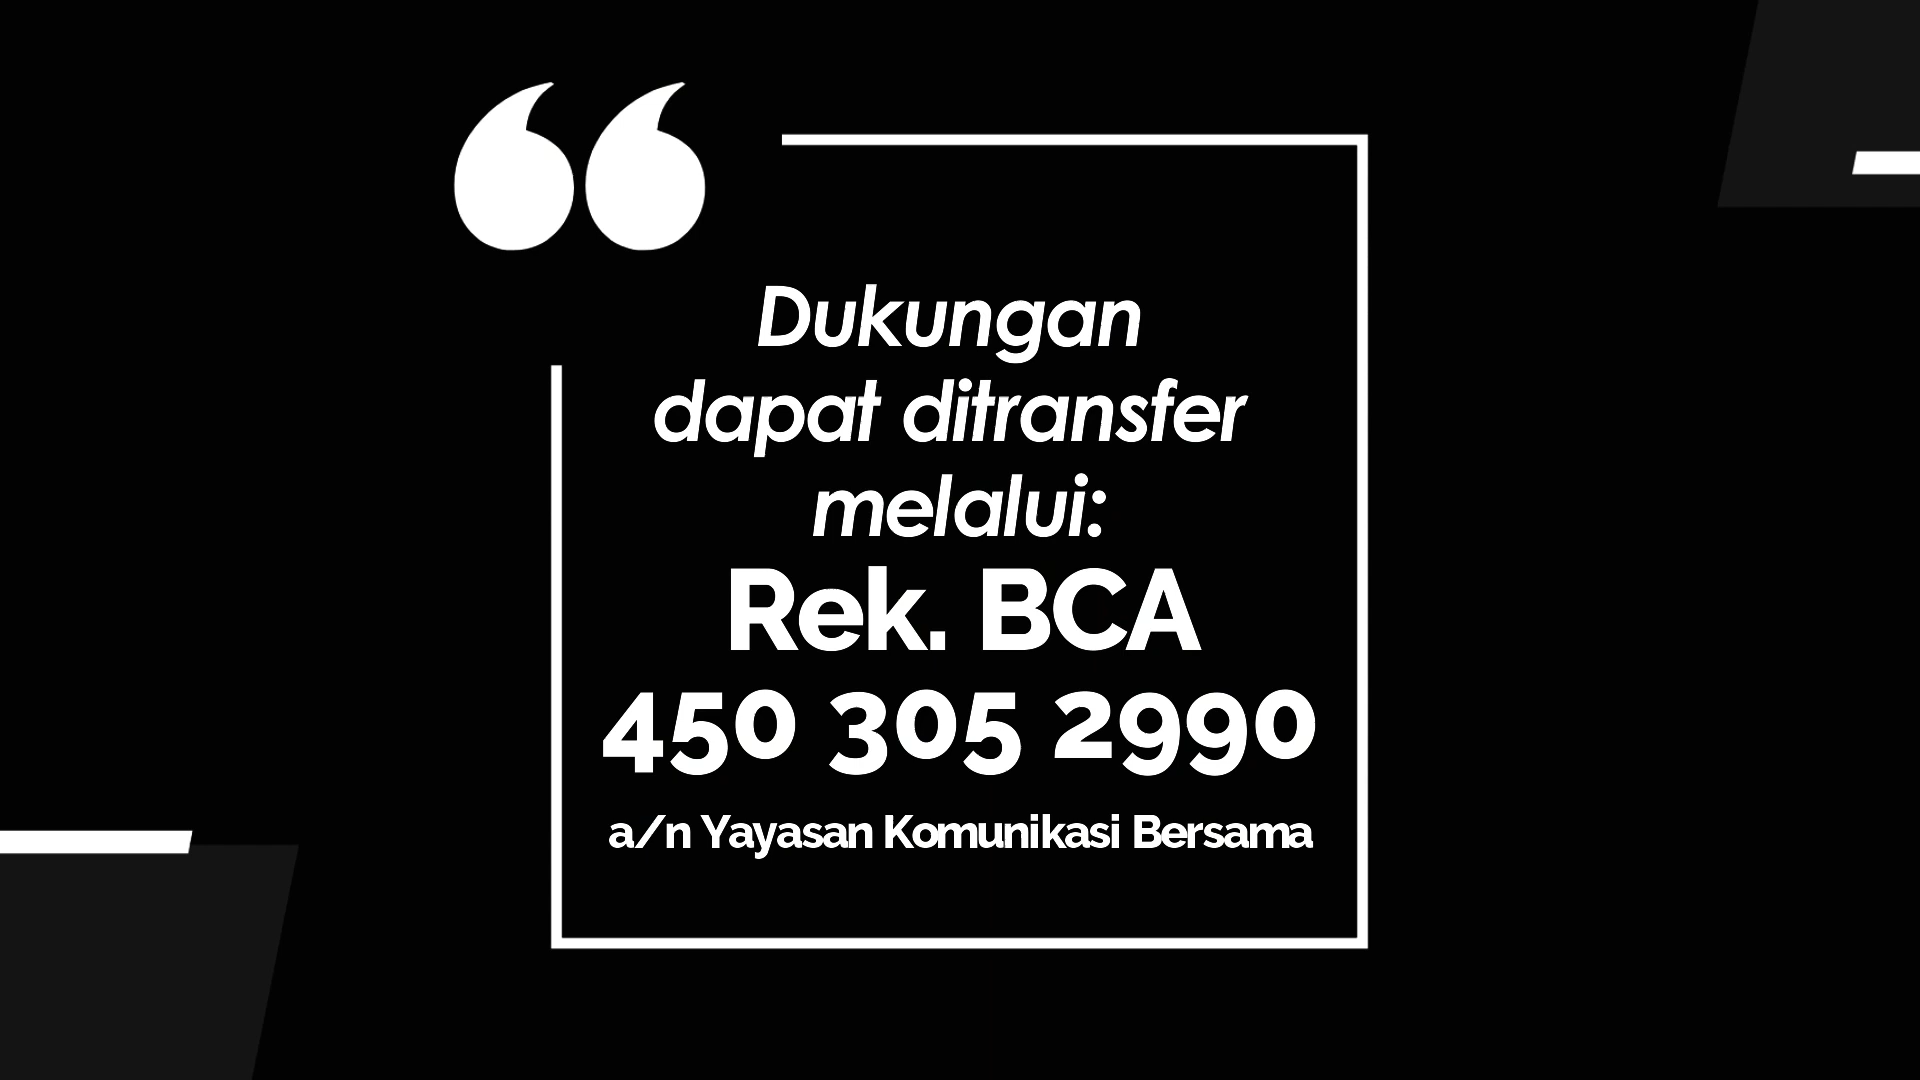 Dukungan
dapat ditransfer
melalui:
Rek. BCA
450 305 2990
a/n Yayasan Komunikasi Bersama